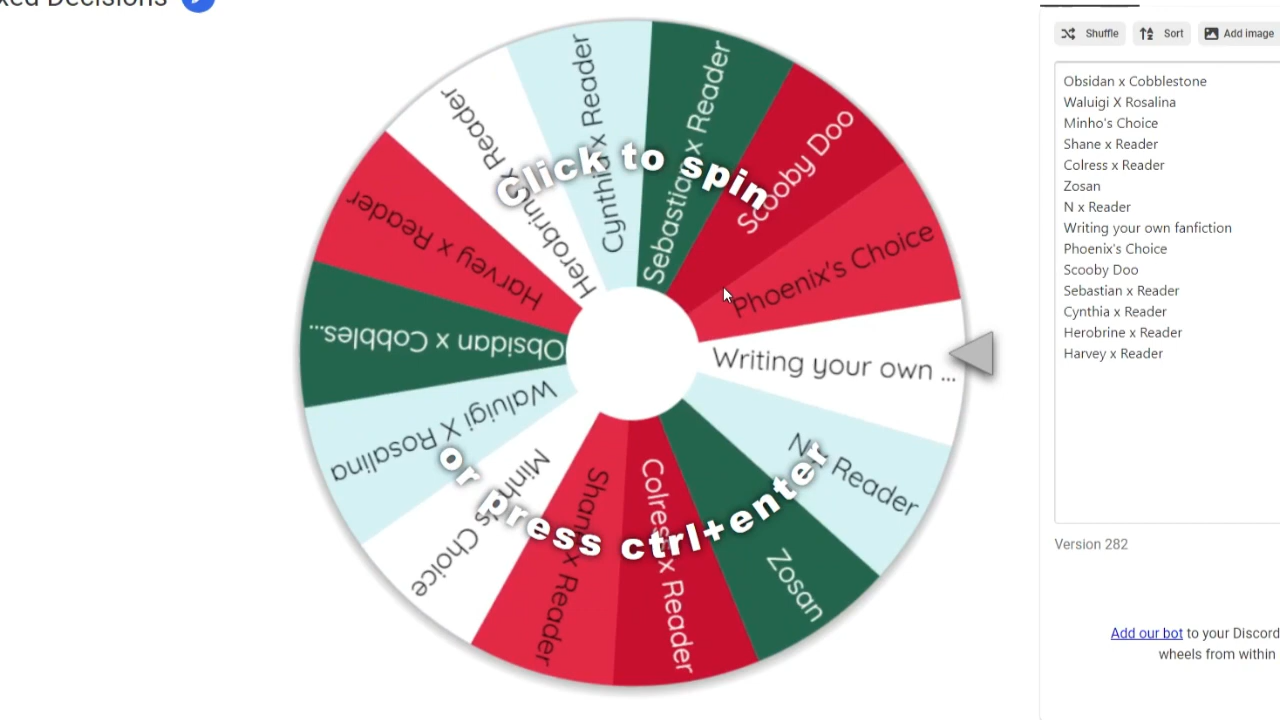 Decisions
Shuffle
Sort
Add image
Click to spin
or press ctrl+enter
Herobrine x Reader
Cynthia x Reader
Sebastian x Reader
Scooby Doo
Phoenix's Choice
Writing your own ...
N x Reader
Zosan
Colress x Reader
Shane x Reader
Minho's Choice
Waluigi X Rosalina
Obsidan x Cobbles...
Harvey x Reader
Obsidan x Cobblestone
Waluigi X Rosalina
Minho's Choice
Shane x Reader
Colress x Reader
Zosan
N x Reader
Writing your own fanfiction
Phoenix's Choice
Scooby Doo
Sebastian x Reader
Cynthia x Reader
Herobrine x Reader
Harvey x Reader
Version 282
Add our bot to your Discord
wheels from within